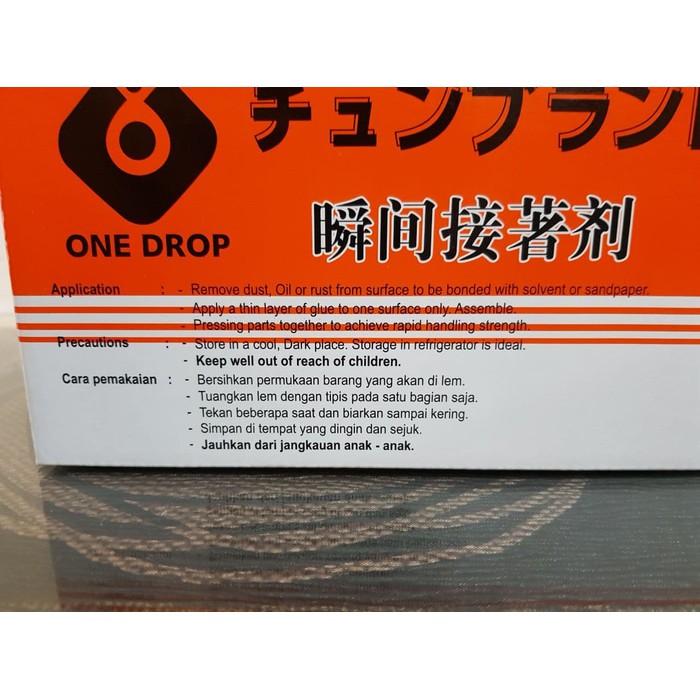 チュンブラン
ONE DROP
瞬间接著剂
Application : - Remove dust, Oil or rust from surface to be bonded with solvent or sandpaper.
- Apply a thin layer of glue to one surface only. Assemble.
- Pressing parts together to achieve rapid handling strength.
Precautions : - Store in a cool, Dark place. Storage in refrigerator is ideal.
- Keep well out of reach of children.
Cara pemakaian : - Bersihkan permukaan barang yang akan di lem.
- Tuangkan lem dengan tipis pada satu bagian saja.
- Tekan beberapa saat dan biarkan sampai kering.
- Simpan di tempat yang dingin dan sejuk.
- Jauhkan dari jangkauan anak - anak.